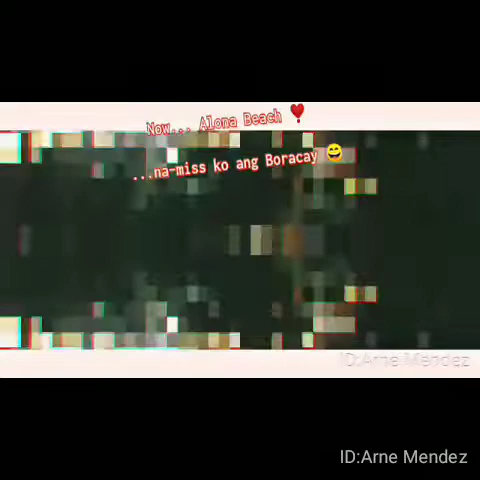 Now... Alona Beach ❣️
...na-miss ko ang Boracay 😄
ID:Arne Mendez
ID:Arne Mendez